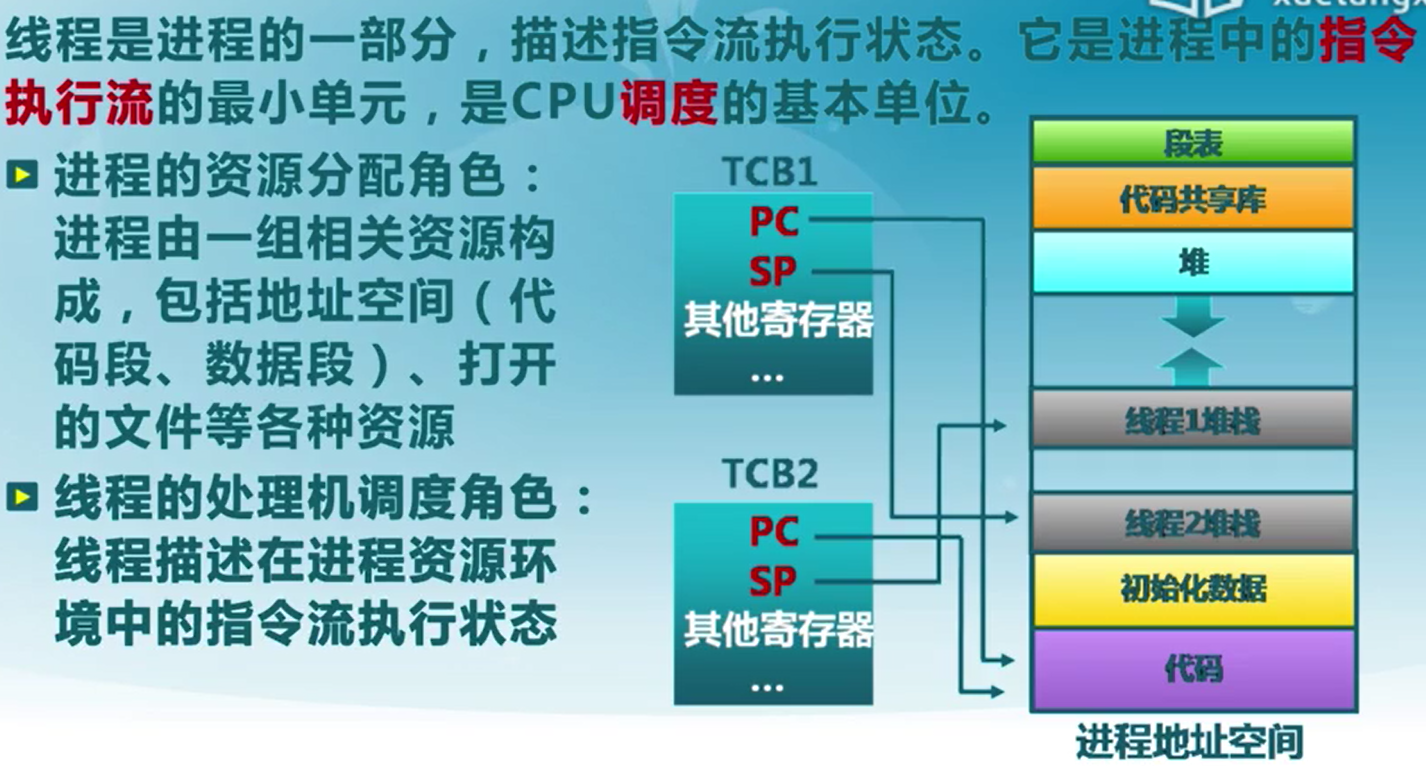 线程是进程的一部分，描述指令流执行状态。它是进程中的指令
执行流的最小单元，是CPU调度的基本单位。
进程的资源分配角色：
进程由一组相关资源构
成，包括地址空间（代
码段、数据段）、打开
的文件等各种资源
线程的处理机调度角色：
线程描述在进程资源环
境中的指令流执行状态
TCB1
PC
SP
其他寄存器
...
TCB2
PC
SP
其他寄存器
...
段表
代码共享库
堆
线程1堆栈
线程2堆栈
初始化数据
代码
进程地址空间